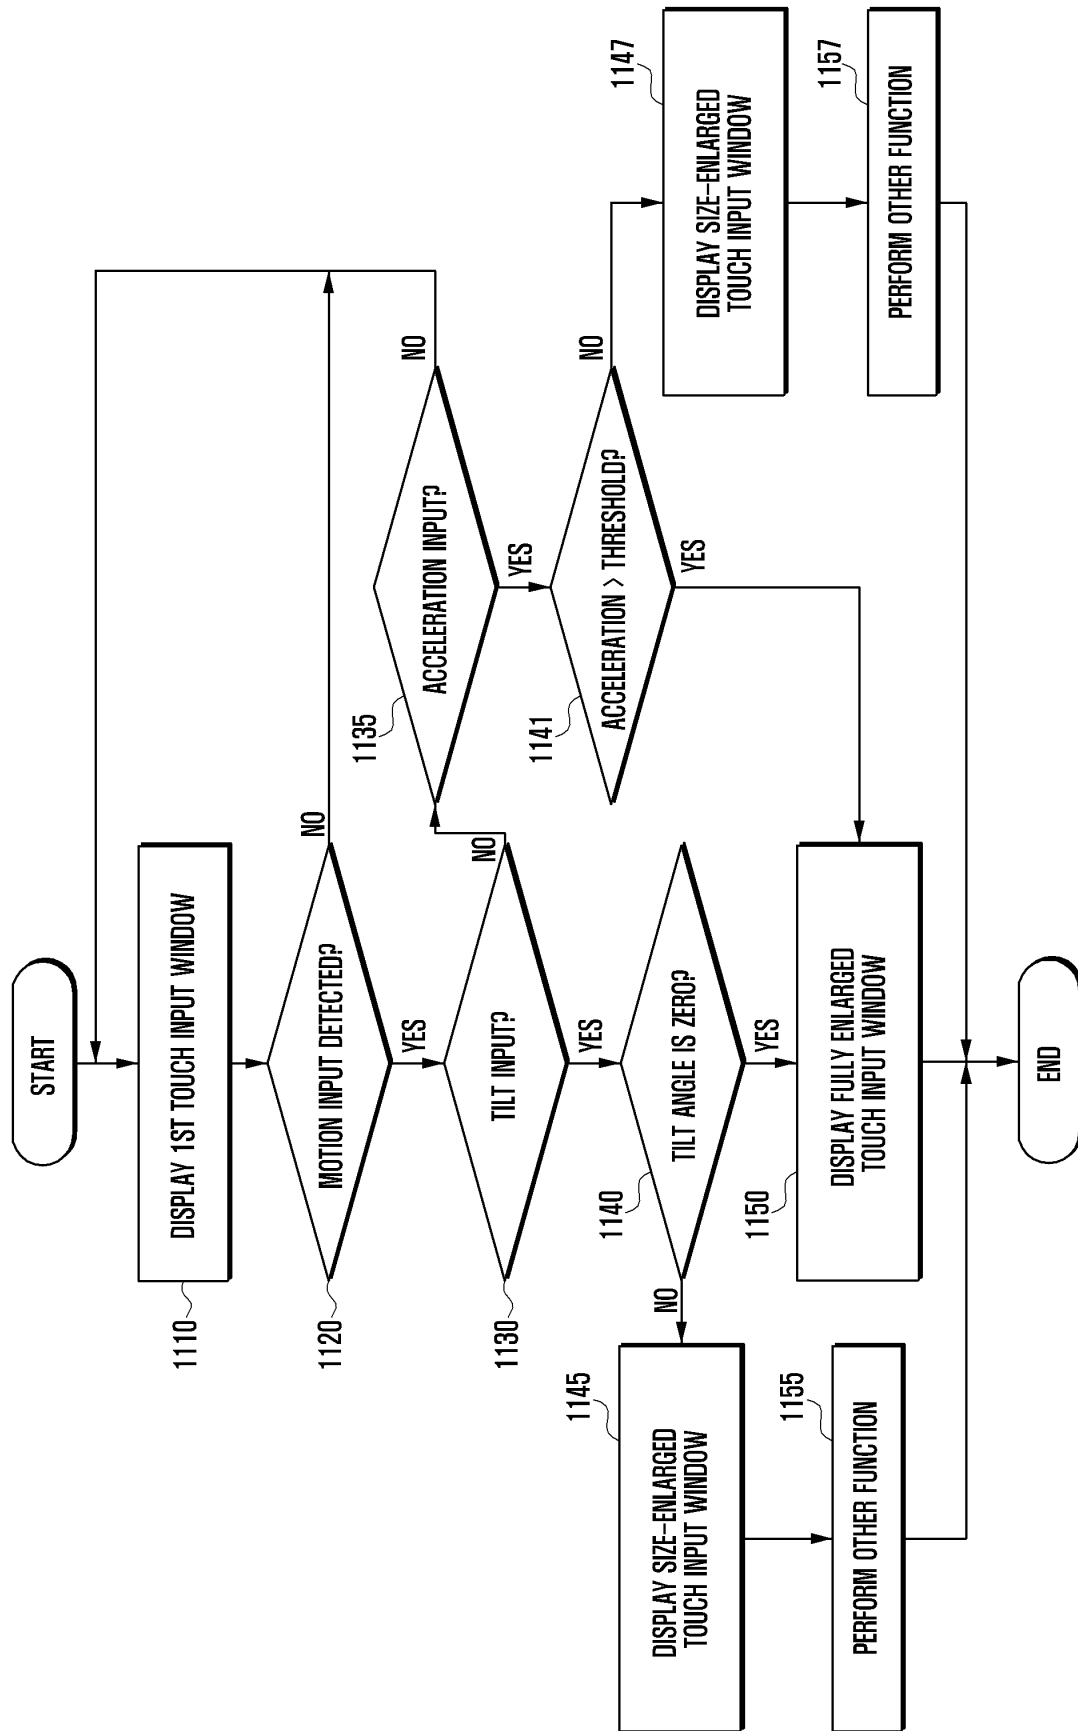 START
DISPLAY 1ST TOUCH INPUT WINDOW
1110
MOTION INPUT DETECTED?
1120
NO
YES
TILT INPUT?
1130
NO
YES
ACCELERATION INPUT?
1135
NO
YES
TILT ANGLE IS ZERO?
1140
NO
YES
ACCELERATION > THRESHOLD?
1141
NO
YES
DISPLAY SIZE-ENLARGED
TOUCH INPUT WINDOW
1145
DISPLAY FULLY ENLARGED
TOUCH INPUT WINDOW
1150
DISPLAY SIZE-ENLARGED
TOUCH INPUT WINDOW
1147
PERFORM OTHER FUNCTION
1155
PERFORM OTHER FUNCTION
1157
END